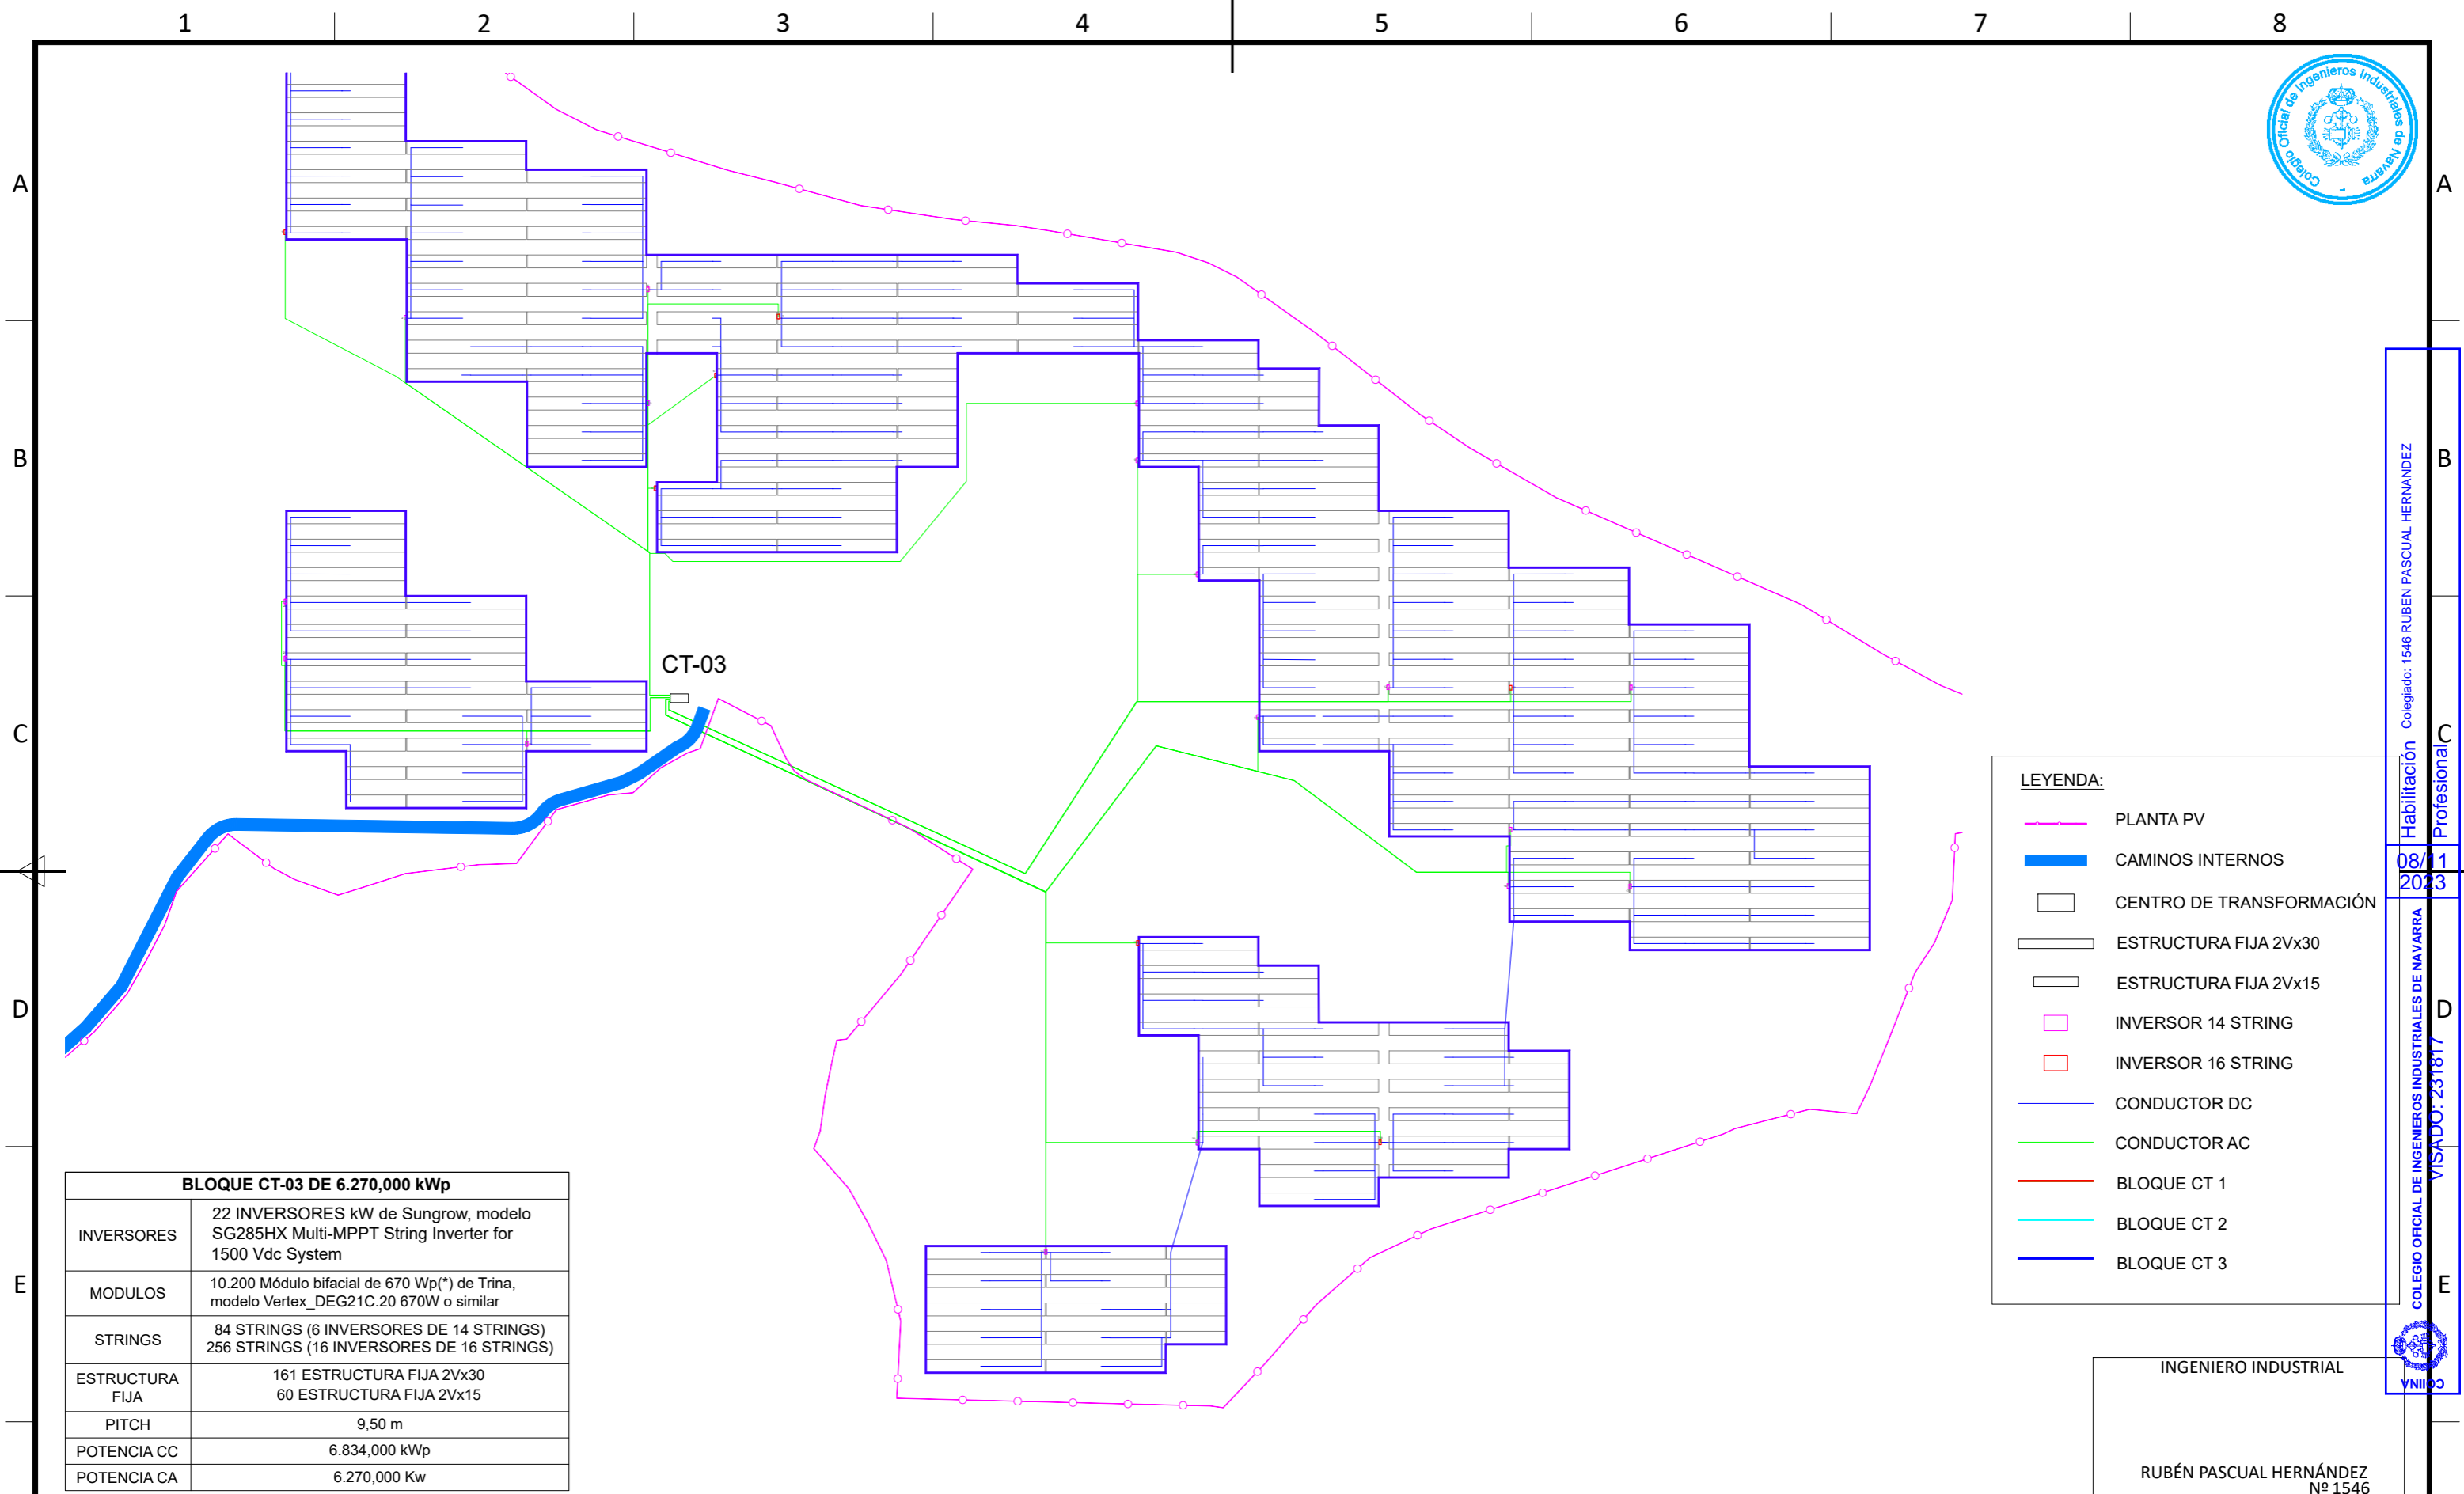 1 2 3 4 5 6 7 8
Colegio Oficial de Ingenieros Industriales de Navarra
A A
B B
C C
D D
E E
CT-03
LEYENDA:
PLANTA PV
CAMINOS INTERNOS
CENTRO DE TRANSFORMACIÓN
ESTRUCTURA FIJA 2Vx30
ESTRUCTURA FIJA 2Vx15
INVERSOR 14 STRING
INVERSOR 16 STRING
CONDUCTOR DC
CONDUCTOR AC
BLOQUE CT 1
BLOQUE CT 2
BLOQUE CT 3
BLOQUE CT-03 DE 6.270,000 kWp
INVERSORES
22 INVERSORES kW de Sungrow, modelo
SG285HX Multi-MPPT String Inverter for
1500 Vdc System
MODULOS
10.200 Módulo bifacial de 670 Wp(*) de Trina,
modelo Vertex_DEG21C.20 670W o similar
STRINGS
84 STRINGS (6 INVERSORES DE 14 STRINGS)
256 STRINGS (16 INVERSORES DE 16 STRINGS)
ESTRUCTURA
FIJA
161 ESTRUCTURA FIJA 2Vx30
60 ESTRUCTURA FIJA 2Vx15
PITCH
9,50 m
POTENCIA CC
6.834,000 kWp
POTENCIA CA
6.270,000 Kw
Habilitación
Profesional
Colegiado: 1546 RUBEN PASCUAL HERNANDEZ
08/11
2023
COLEGIO OFICIAL DE INGENIEROS INDUSTRIALES DE NAVARRA
VISADO: 231817
COIINA
INGENIERO INDUSTRIAL
RUBÉN PASCUAL HERNÁNDEZ
Nº 1546